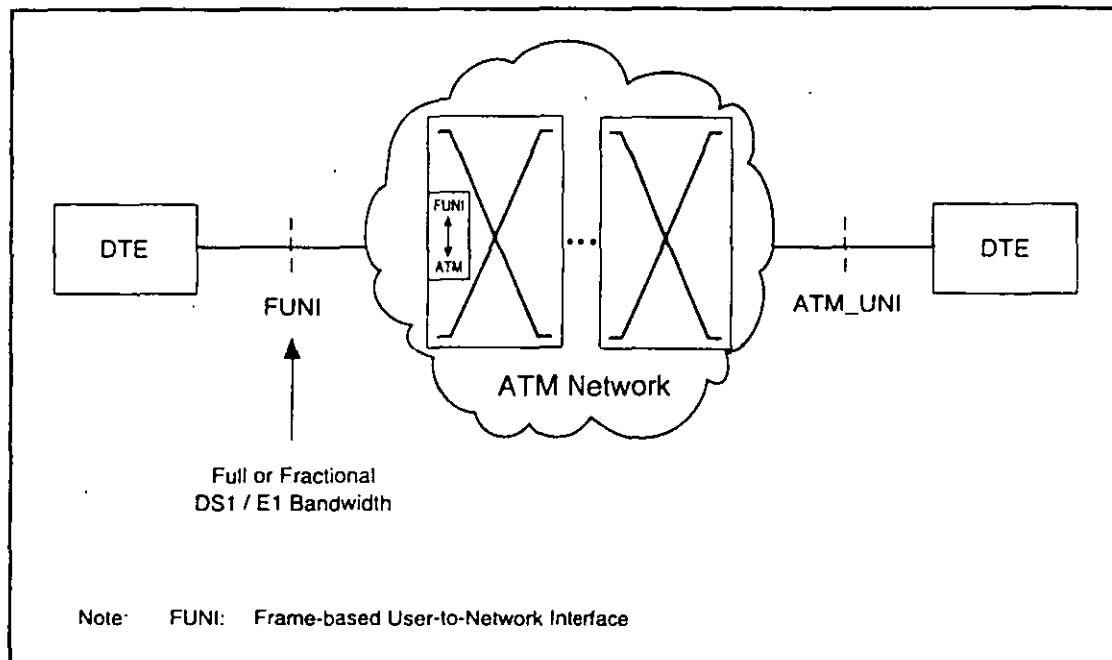 FUNI
ATM
DTE
DTE
FUNI
ATM_UNI
ATM Network
Full or Fractional
DS1 / E1 Bandwidth
Note: FUNI: Frame-based User-to-Network Interface